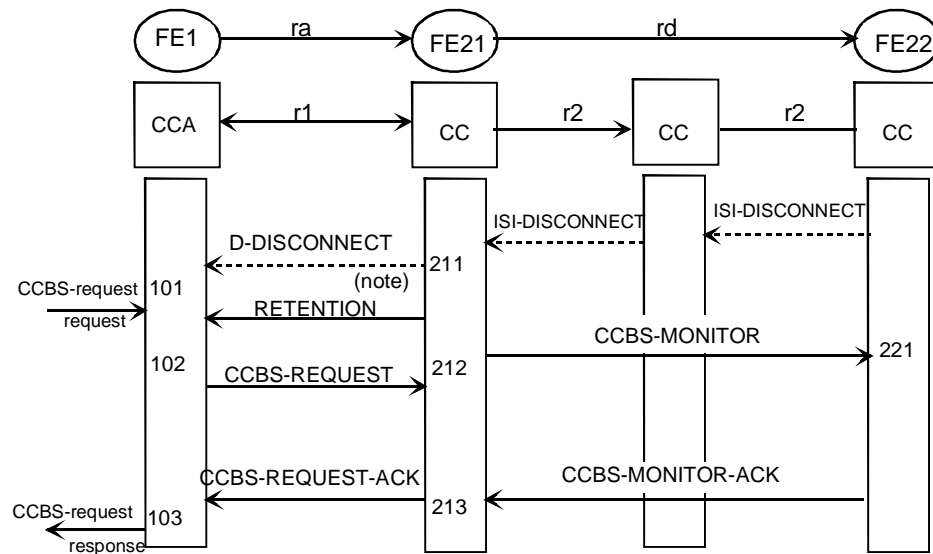 FE1
ra
FE21
rd
FE22
CCA
r1
CC
r2
CC
r2
CC
ISI-DISCONNECT
ISI-DISCONNECT
D-DISCONNECT
211
(note)
CCBS-request
101
request
RETENTION
CCBS-MONITOR
221
102
CCBS-REQUEST
212
CCBS-REQUEST-ACK
CCBS-MONITOR-ACK
CCBS-request
103
213
response